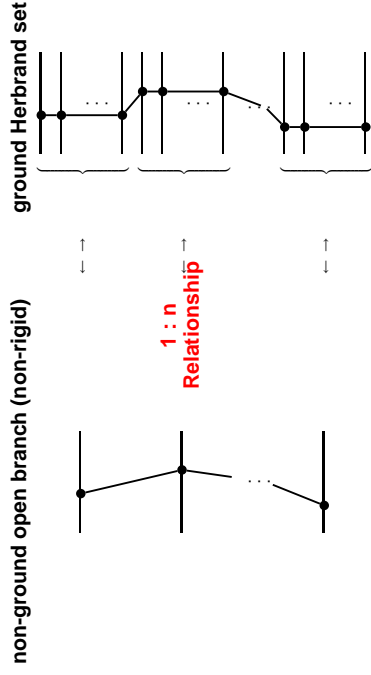 non-ground open branch (non-rigid)
ground Herbrand set
1 : n
Relationship